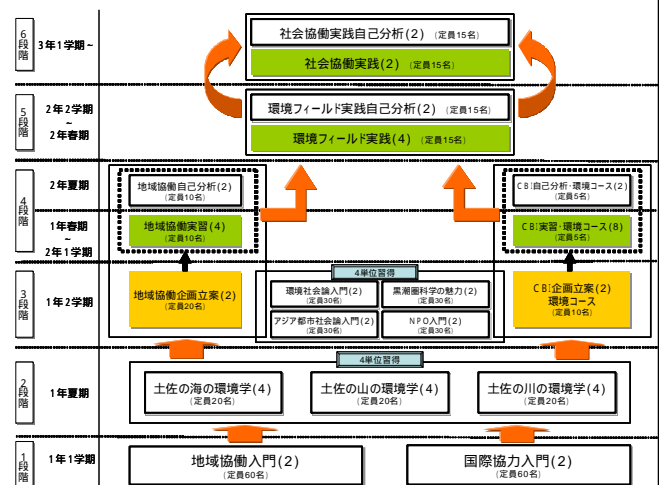 6段階
3年1学期~
社会協働実践自己分析(2) (定員15名)
社会協働実践(2) (定員15名)
5段階
2年2学期
~
2年春期
環境フィールド実践自己分析(2) (定員15名)
環境フィールド実践(4) (定員15名)
4段階
2年夏期
地域協働自己分析(2)
(定員10名)
CBI自己分析・環境コース(2)
(定員5名)
1年春期
~
2年1学期
地域協働実習(4)
(定員10名)
CBI実習・環境コース(8)
(定員5名)
3段階
1年2学期
地域協働企画立案(2)
(定員20名)
4単位習得
環境社会論入門(2)
(定員30名)
黒潮圏科学の魅力(2)
(定員30名)
アジア都市社会論入門(2)
(定員30名)
NPO入門(2)
(定員30名)
CBI企画立案(2)
環境コース
(定員10名)
2段階
1年夏期
4単位習得
土佐の海の環境学(4)
(定員20名)
土佐の山の環境学(4)
(定員20名)
土佐の川の環境学(4)
(定員20名)
1段階
1年1学期
地域協働入門(2)
(定員60名)
国際協力入門(2)
(定員60名)